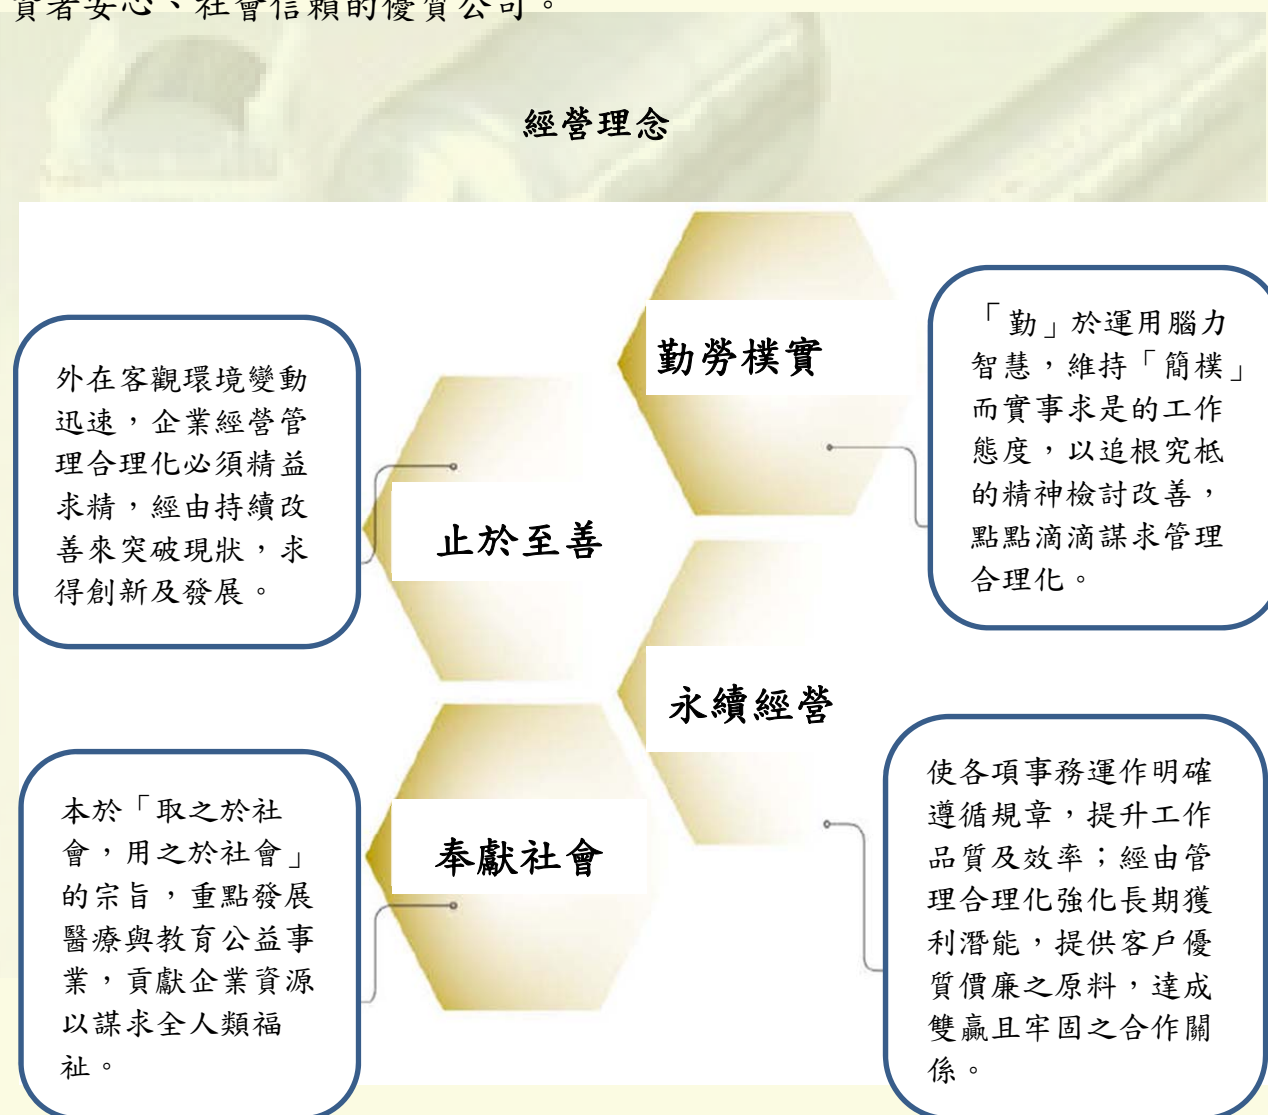 資者安心、社會信賴的優質公司。
經營理念
勤勞樸實
「勤」於運用腦力
智慧，維持「簡樸」
而實事求是的工作
態度，以追根究柢
的精神檢討改善，
點點滴滴謀求管理
合理化。
外在客觀環境變動
迅速，企業經營管
理合理化必須精益
求精，經由持續改
善來突破現狀，求
得創新及發展。
止於至善
永續經營
使各項事務運作明確
遵循規章，提升工作
品質及效率；經由管
理合理化強化長期獲
利潛能，提供客戶優
質價廉之原料，達成
雙贏且牢固之合作關
係。
本於「取之於社
會，用之於社會」
的宗旨，重點發展
醫療與教育公益事
業，貢獻企業資源
以謀求全人類福
祉。
奉獻社會